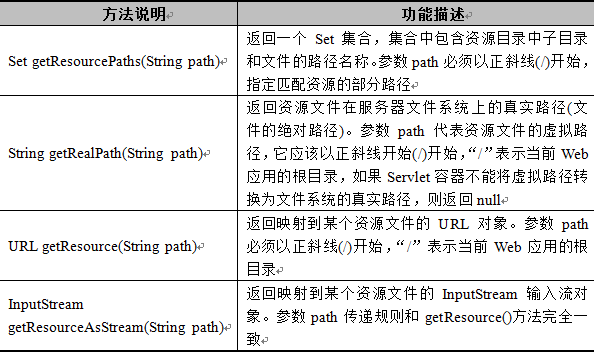 方法说明	功能描述
Set getResourcePaths(String path)
返回一个 Set 集合，集合中包含资源目录中子目录
和文件的路径名称。参数 path 必须以正斜线(/)开始，
指定匹配资源的部分路径
String getRealPath(String path)
返回资源文件在服务器文件系统上的真实路径(文
件的绝对路径)。参数 path 代表资源文件的虚拟路
径，它应该以正斜线开始(/)开始，“/”表示当前 Web
应用的根目录，如果 Servlet 容器不能将虚拟路径转
换为文件系统的真实路径，则返回 null
URL getResource(String path)
返回映射到某个资源文件的 URL 对象。参数 path
必须以正斜线(/)开始，“/”表示当前 Web 应用的根
目录
InputStream
getResourceAsStream(String path)
返回映射到某个资源文件的 InputStream 输入流对
象。参数 path 传递规则和 getResource()方法完全一
致